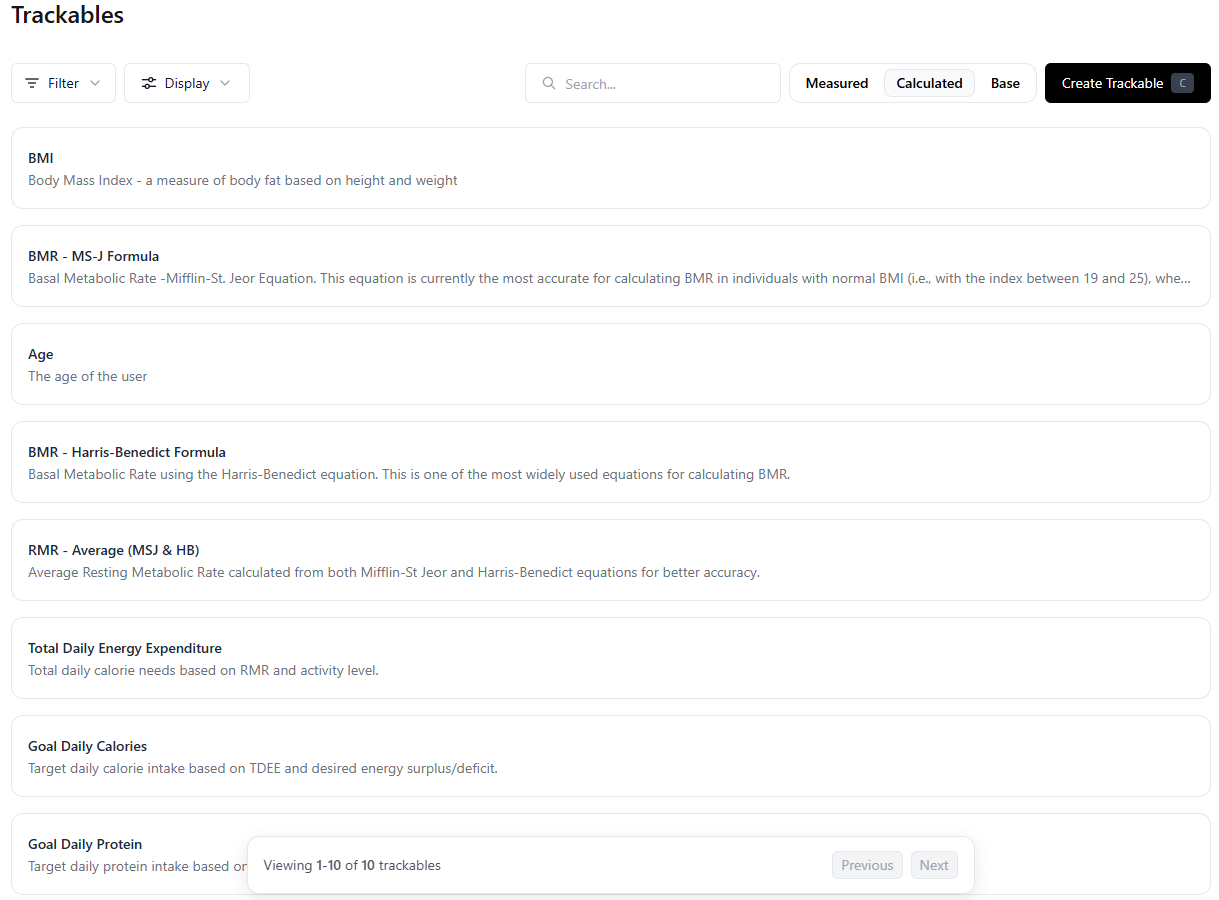 Trackables
Filter
Display
Search...
Measured
Calculated
Base
Create Trackable C
BMI
Body Mass Index - a measure of body fat based on height and weight
BMR - MS-J Formula
Basal Metabolic Rate -Mifflin-St. Jeor Equation. This equation is currently the most accurate for calculating BMR in individuals with normal BMI (i.e., with the index between 19 and 25), whe...
Age
The age of the user
BMR - Harris-Benedict Formula
Basal Metabolic Rate using the Harris-Benedict equation. This is one of the most widely used equations for calculating BMR.
RMR - Average (MSJ & HB)
Average Resting Metabolic Rate calculated from both Mifflin-St Jeor and Harris-Benedict equations for better accuracy.
Total Daily Energy Expenditure
Total daily calorie needs based on RMR and activity level.
Goal Daily Calories
Target daily calorie intake based on TDEE and desired energy surplus/deficit.
Goal Daily Protein
Target daily protein intake based on
Viewing 1-10 of 10 trackables
Previous
Next